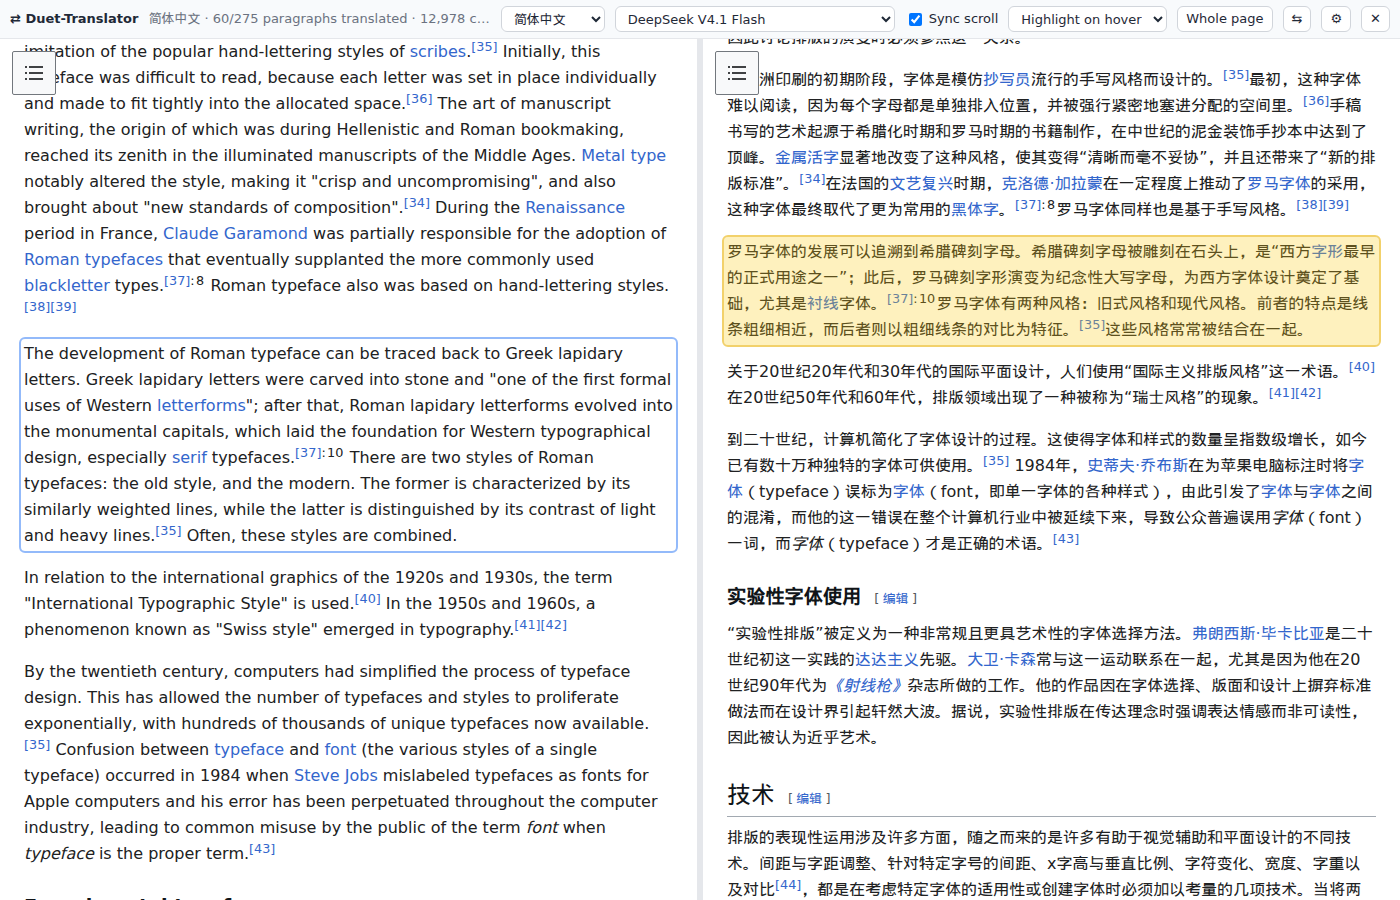 ⇄ Duet-Translator 简体中文 · 60/275 paragraphs translated · 12,978 c… 简体中文 DeepSeek V4.1 Flash Sync scroll Highlight on hover Whole page ⇆ ⚙ ✕
imitation of the popular hand-lettering styles of scribes.[35] Initially, this
eface was difficult to read, because each letter was set in place individually
and made to fit tightly into the allocated space.[36] The art of manuscript
writing, the origin of which was during Hellenistic and Roman bookmaking,
reached its zenith in the illuminated manuscripts of the Middle Ages. Metal type
notably altered the style, making it "crisp and uncompromising", and also
brought about "new standards of composition".[34] During the Renaissance
period in France, Claude Garamond was partially responsible for the adoption of
Roman typefaces that eventually supplanted the more commonly used
blackletter types.[37]:8 Roman typeface also was based on hand-lettering styles.
[38][39]
The development of Roman typeface can be traced back to Greek lapidary
letters. Greek lapidary letters were carved into stone and "one of the first formal
uses of Western letterforms"; after that, Roman lapidary letterforms evolved into
the monumental capitals, which laid the foundation for Western typographical
design, especially serif typefaces.[37]:10 There are two styles of Roman
typefaces: the old style, and the modern. The former is characterized by its
similarly weighted lines, while the latter is distinguished by its contrast of light
and heavy lines.[35] Often, these styles are combined.
In relation to the international graphics of the 1920s and 1930s, the term
"International Typographic Style" is used.[40] In the 1950s and 1960s, a
phenomenon known as "Swiss style" emerged in typography.[41][42]
By the twentieth century, computers had simplified the process of typeface
design. This has allowed the number of typefaces and styles to proliferate
exponentially, with hundreds of thousands of unique typefaces now available.
[35] Confusion between typeface and font (the various styles of a single
typeface) occurred in 1984 when Steve Jobs mislabeled typefaces as fonts for
Apple computers and his error has been perpetuated throughout the computer
industry, leading to common misuse by the public of the term font when
typeface is the proper term.[43]
因此讨论排版的演变时必须参照这一关系。
洲印刷的初期阶段，字体是模仿抄写员流行的手写风格而设计的。[35]最初，这种字体
难以阅读，因为每个字母都是单独排入位置，并被强行紧密地塞进分配的空间里。[36]手稿
书写的艺术起源于希腊化时期和罗马时期的书籍制作，在中世纪的泥金装饰手抄本中达到了
顶峰。金属活字显著地改变了这种风格，使其变得“清晰而毫不妥协”，并且还带来了“新的排
版标准”。[34]在法国的文艺复兴时期，克洛德·加拉蒙在一定程度上推动了罗马字体的采用，
这种字体最终取代了更为常用的黑体字。[37]:8罗马字体同样也是基于手写风格。[38][39]
罗马字体的发展可以追溯到希腊碑刻字母。希腊碑刻字母被雕刻在石头上，是“西方字形最早
的正式用途之一”；此后，罗马碑刻字形演变为纪念性大写字母，为西方字体设计奠定了基
础，尤其是衬线字体。[37]:10罗马字体有两种风格：旧式风格和现代风格。前者的特点是线
条粗细相近，而后者则以粗细线条的对比为特征。[35]这些风格常常被结合在一起。
关于20世纪20年代和30年代的国际平面设计，人们使用“国际主义排版风格”这一术语。[40]
在20世纪50年代和60年代，排版领域出现了一种被称为“瑞士风格”的现象。[41][42]
到二十世纪，计算机简化了字体设计的过程。这使得字体和样式的数量呈指数级增长，如今
已有数十万种独特的字体可供使用。[35] 1984年，史蒂夫·乔布斯在为苹果电脑标注时将字
体（typeface）误标为字体（font，即单一字体的各种样式），由此引发了字体与字体之间
的混淆，而他的这一错误在整个计算机行业中被延续下来，导致公众普遍误用字体（font）
一词，而字体（typeface）才是正确的术语。[43]
实验性字体使用 [ 编辑 ]
“实验性排版”被定义为一种非常规且更具艺术性的字体选择方法。弗朗西斯·毕卡比亚是二十
世纪初这一实践的达达主义先驱。大卫·卡森常与这一运动联系在一起，尤其是因为他在20
世纪90年代为《射线枪》杂志所做的工作。他的作品因在字体选择、版面和设计上摒弃标准
做法而在设计界引起轩然大波。据说，实验性排版在传达理念时强调表达情感而非可读性，
因此被认为近乎艺术。
技术 [ 编辑 ]
排版的表现性运用涉及许多方面，随之而来的是许多有助于视觉辅助和平面设计的不同技
术。间距与字距调整、针对特定字号的间距、x字高与垂直比例、字符变化、宽度、字重以
及对比[44]，都是在考虑特定字体的适用性或创建字体时必须加以考量的几项技术。当将两